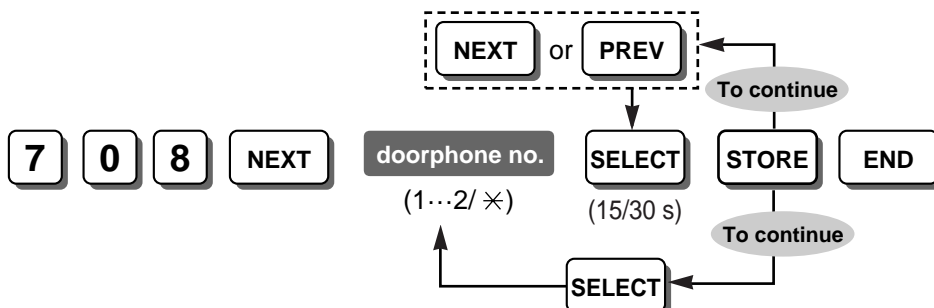 NEXT or PREV
To continue
7 0 8 NEXT doorphone no. SELECT STORE END
(1···2/ ✳)
(15/30 s)
To continue
SELECT